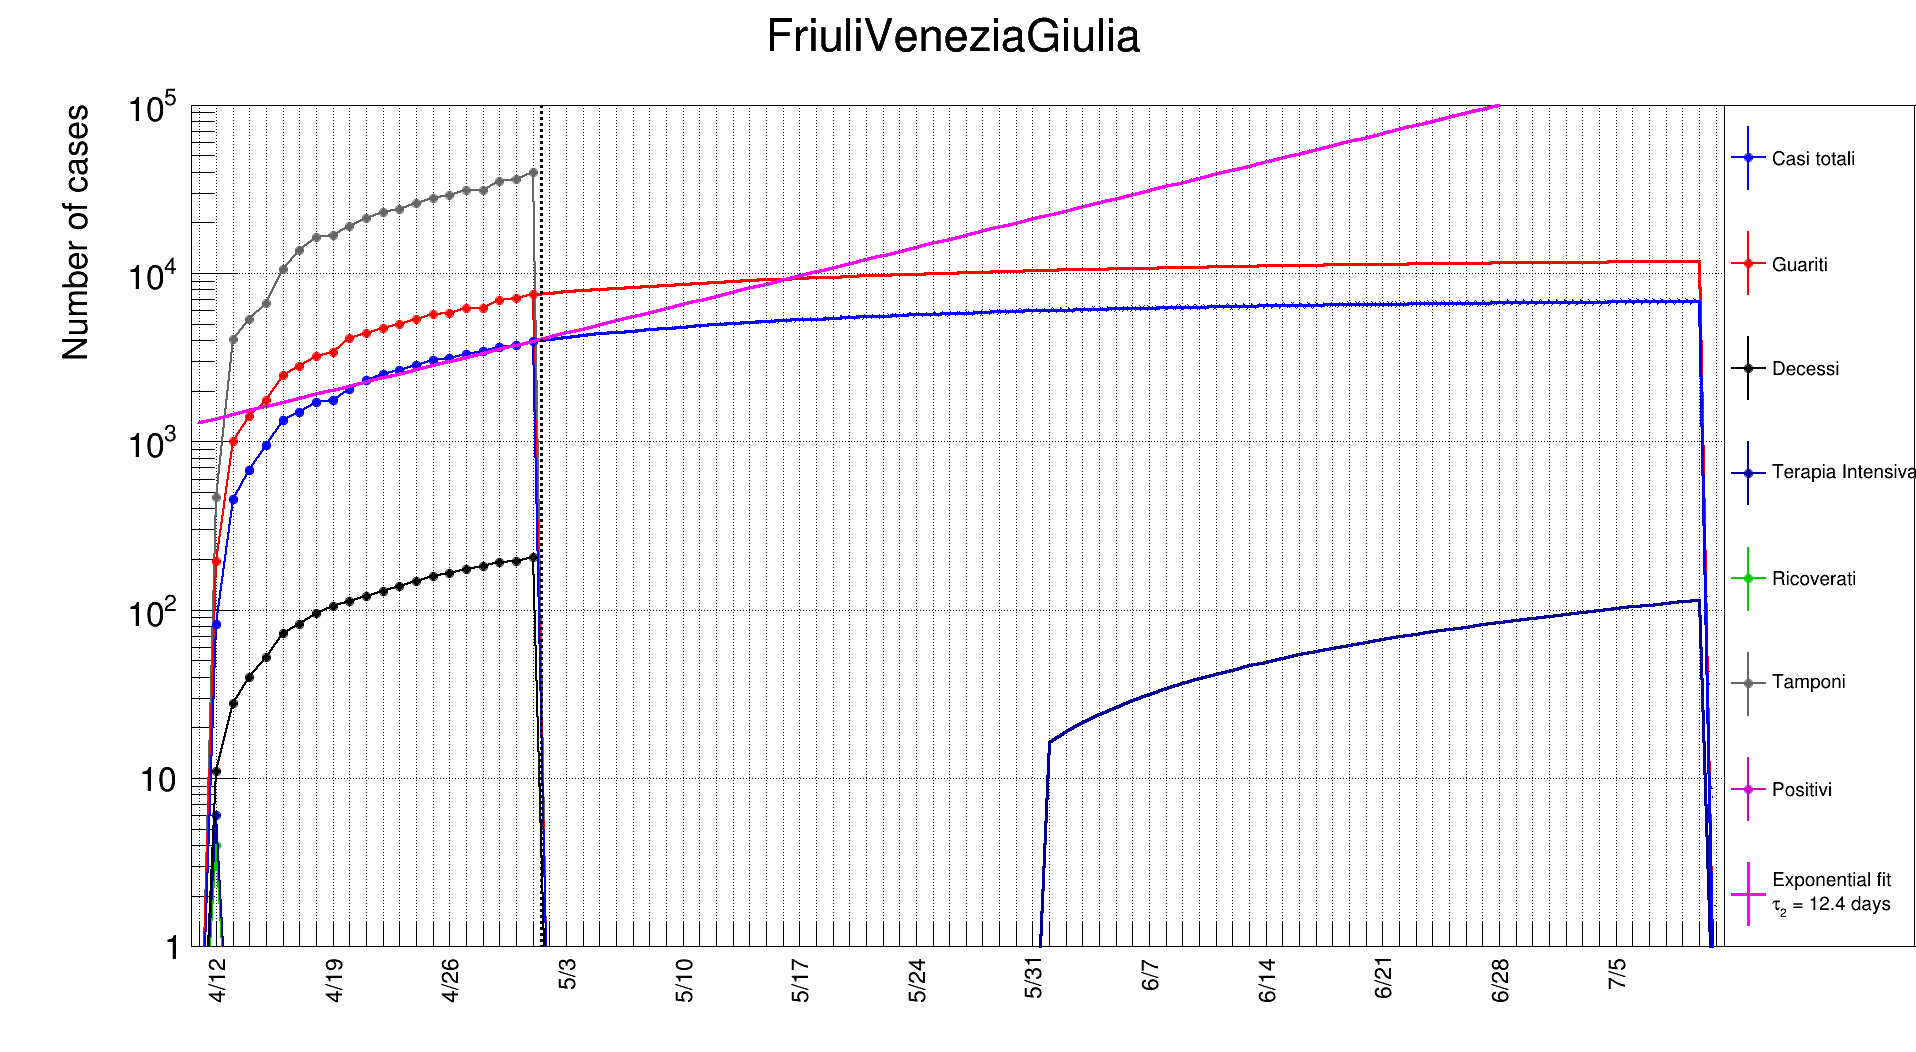 FriuliVeneziaGiulia
Number of cases
10^5
10^4
10^3
10^2
10
1
4/12
4/19
4/26
5/3
5/10
5/17
5/24
5/31
6/7
6/14
6/21
6/28
7/5
Casi totali
Guariti
Decessi
Terapia Intensiva
Ricoverati
Tamponi
Positivi
Exponential fit
τ₂ = 12.4 days